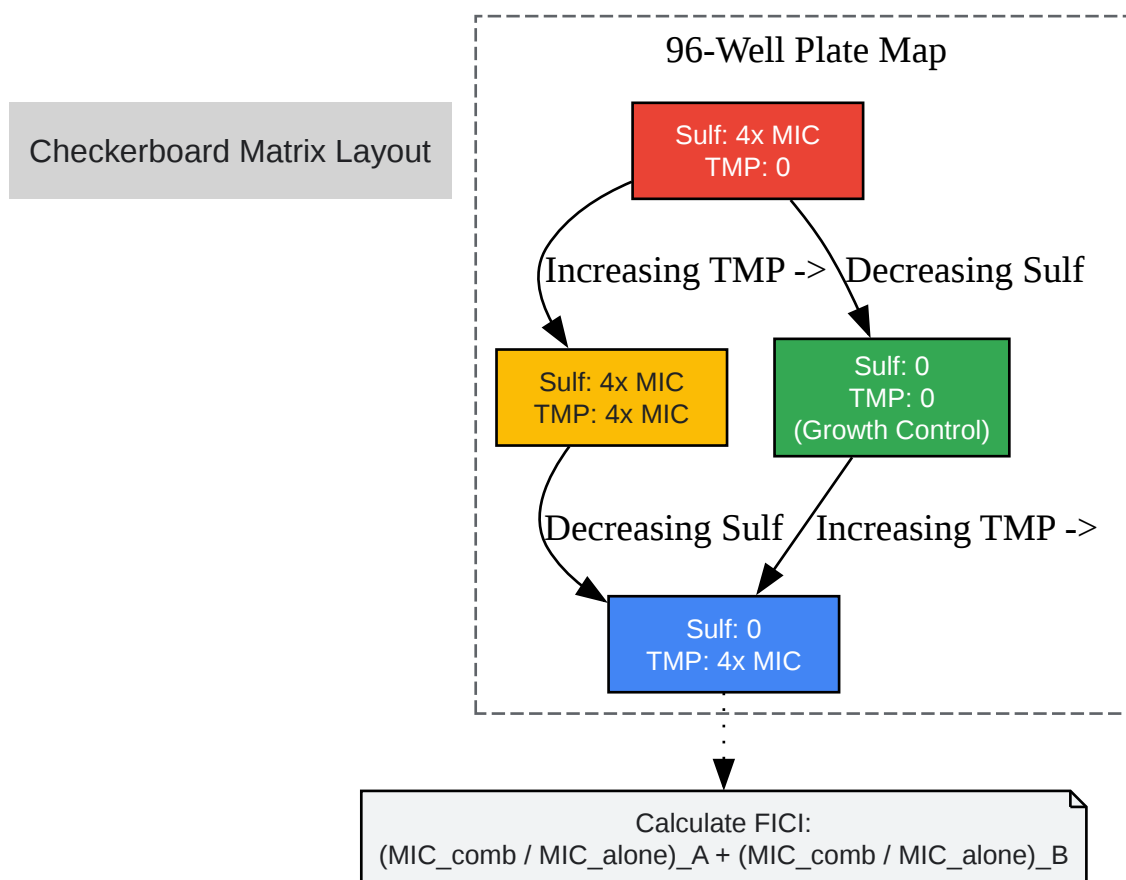 96-Well Plate Map
Checkerboard Matrix Layout
Sulf: 4x MIC
TMP: 0
Increasing TMP ->
Decreasing Sulf
Sulf: 4x MIC
TMP: 4x MIC
Sulf: 0
TMP: 0
(Growth Control)
Decreasing Sulf
Increasing TMP ->
Sulf: 0
TMP: 4x MIC
Calculate FICI:
(MIC_comb / MIC_alone)_A + (MIC_comb / MIC_alone)_B